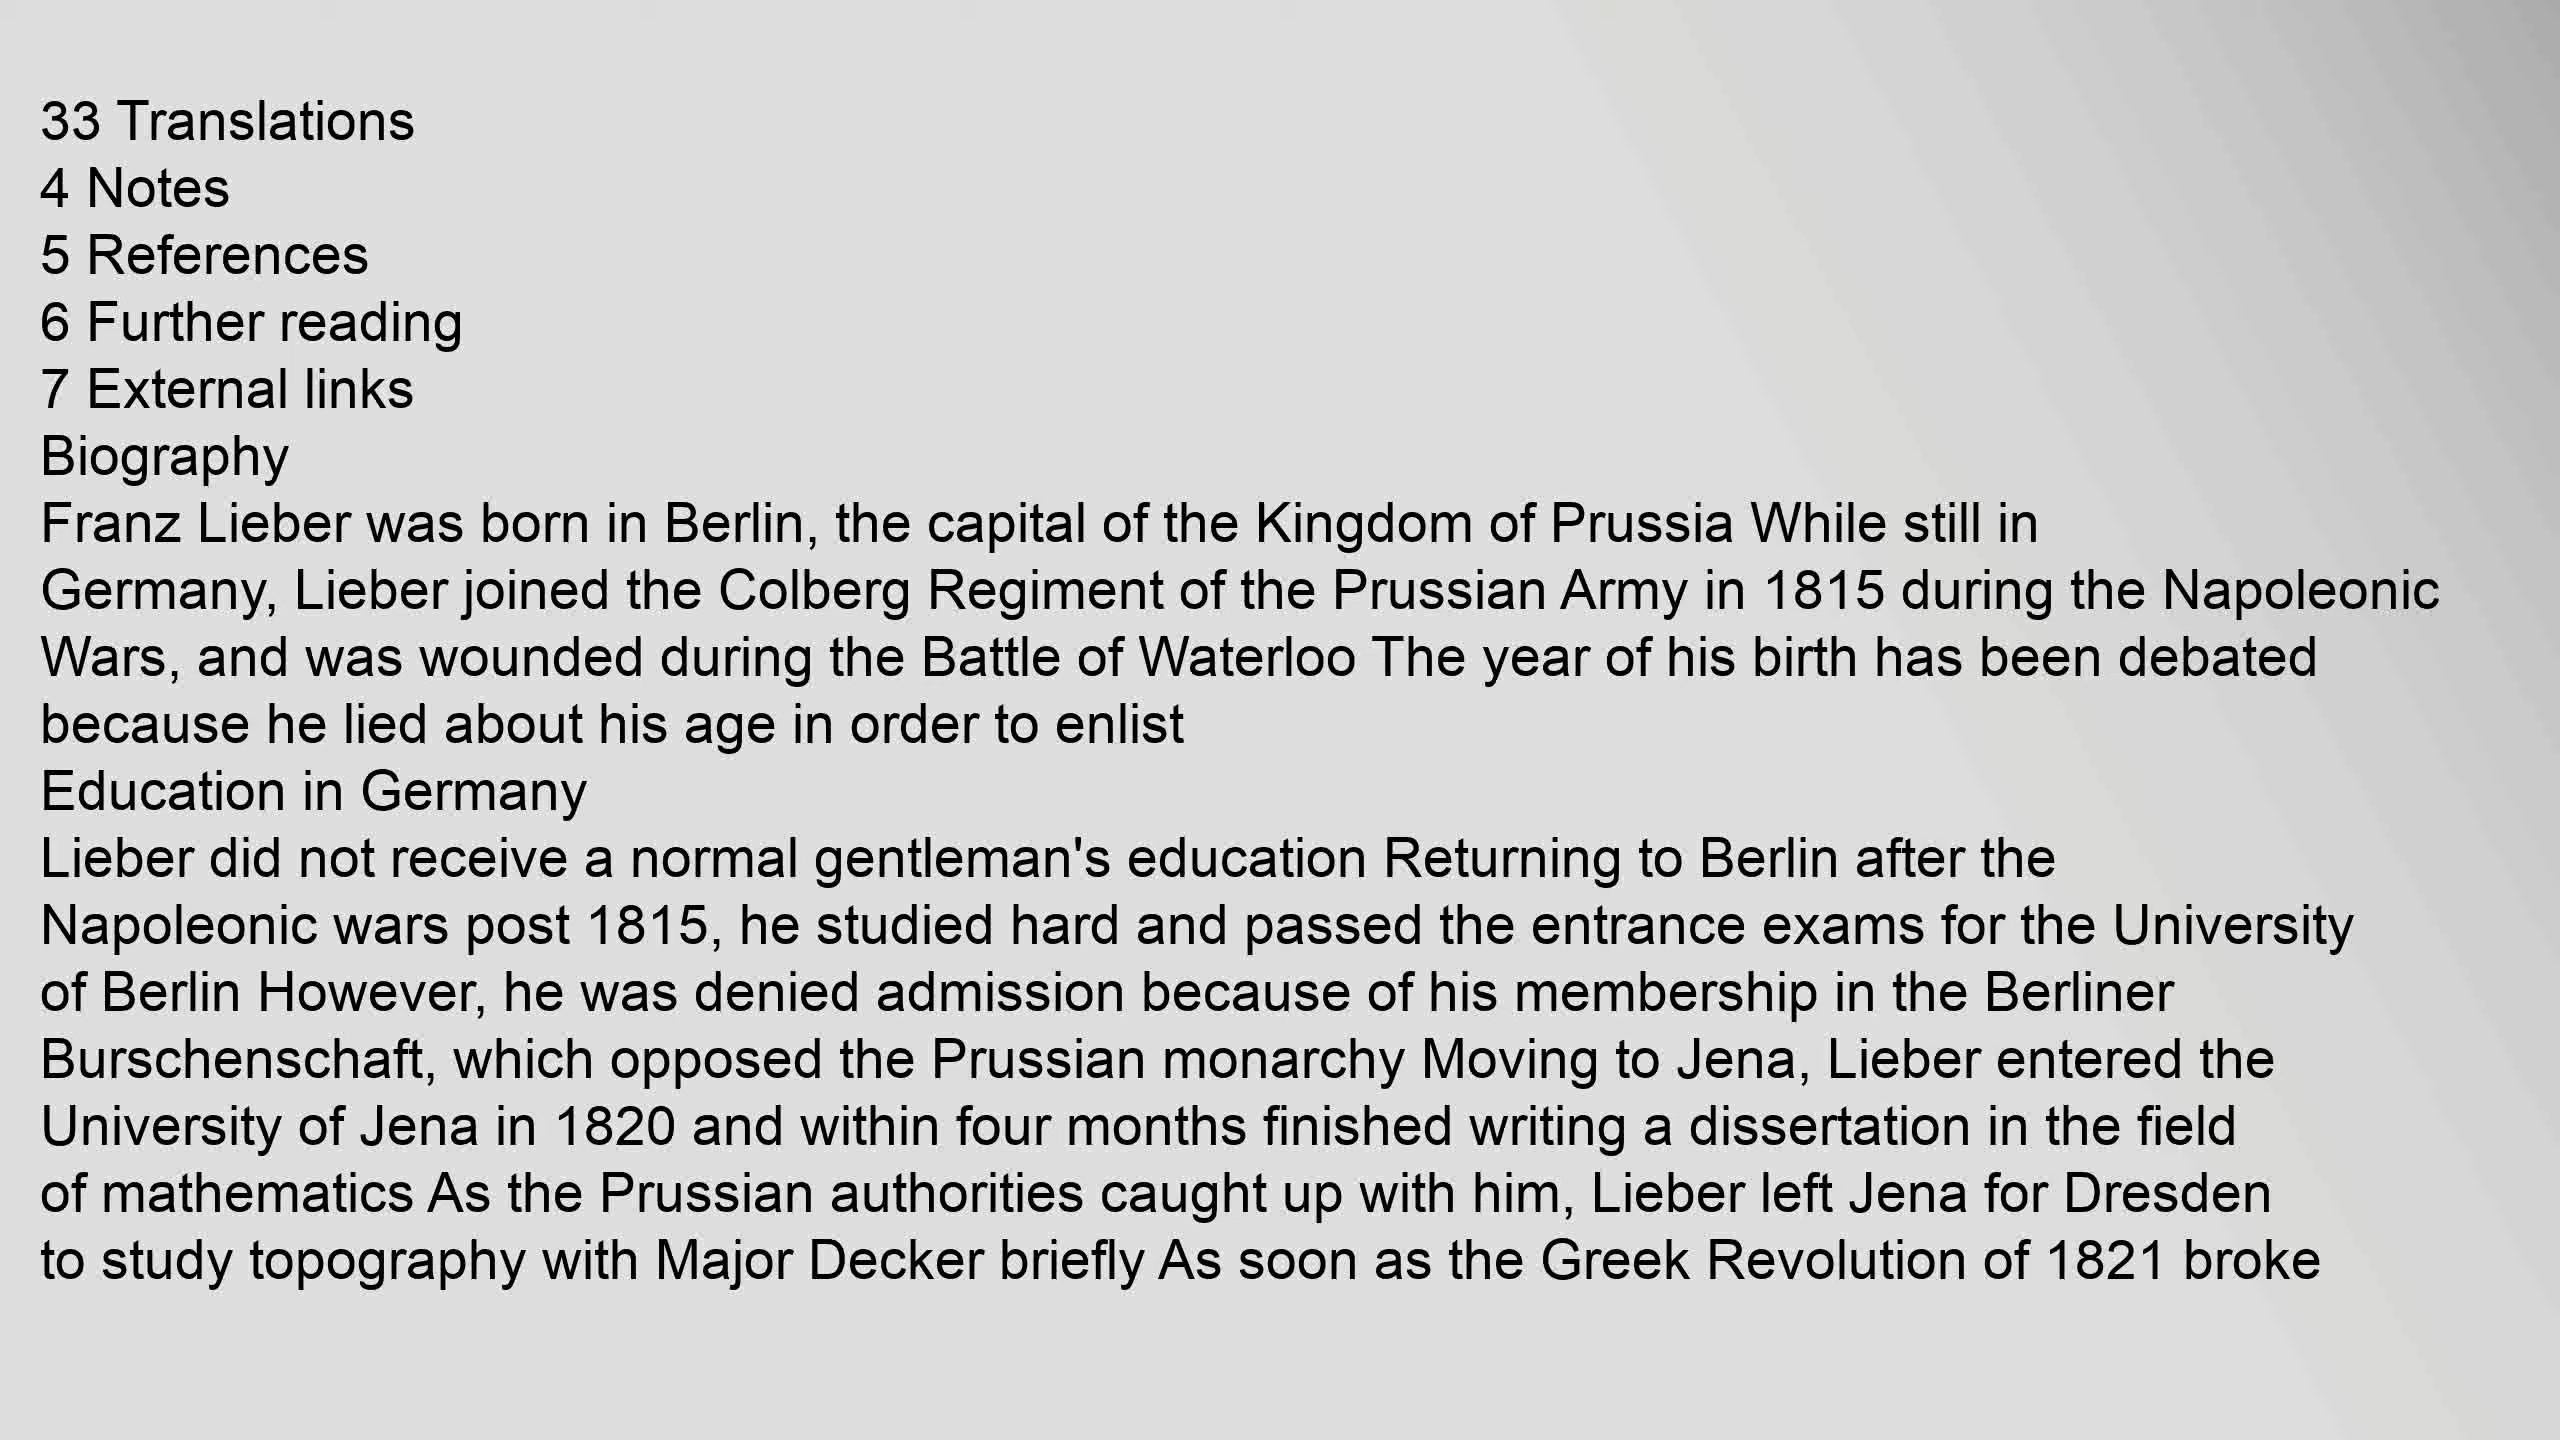 33 Translations
4 Notes
5 References
6 Further reading
7 External links
Biography
Franz Lieber was born in Berlin, the capital of the Kingdom of Prussia While still in
Germany, Lieber joined the Colberg Regiment of the Prussian Army in 1815 during the Napoleonic
Wars, and was wounded during the Battle of Waterloo The year of his birth has been debated
because he lied about his age in order to enlist
Education in Germany
Lieber did not receive a normal gentleman's education Returning to Berlin after the
Napoleonic wars post 1815, he studied hard and passed the entrance exams for the University
of Berlin However, he was denied admission because of his membership in the Berliner
Burschenschaft, which opposed the Prussian monarchy Moving to Jena, Lieber entered the
University of Jena in 1820 and within four months finished writing a dissertation in the field
of mathematics As the Prussian authorities caught up with him, Lieber left Jena for Dresden
to study topography with Major Decker briefly As soon as the Greek Revolution of 1821 broke